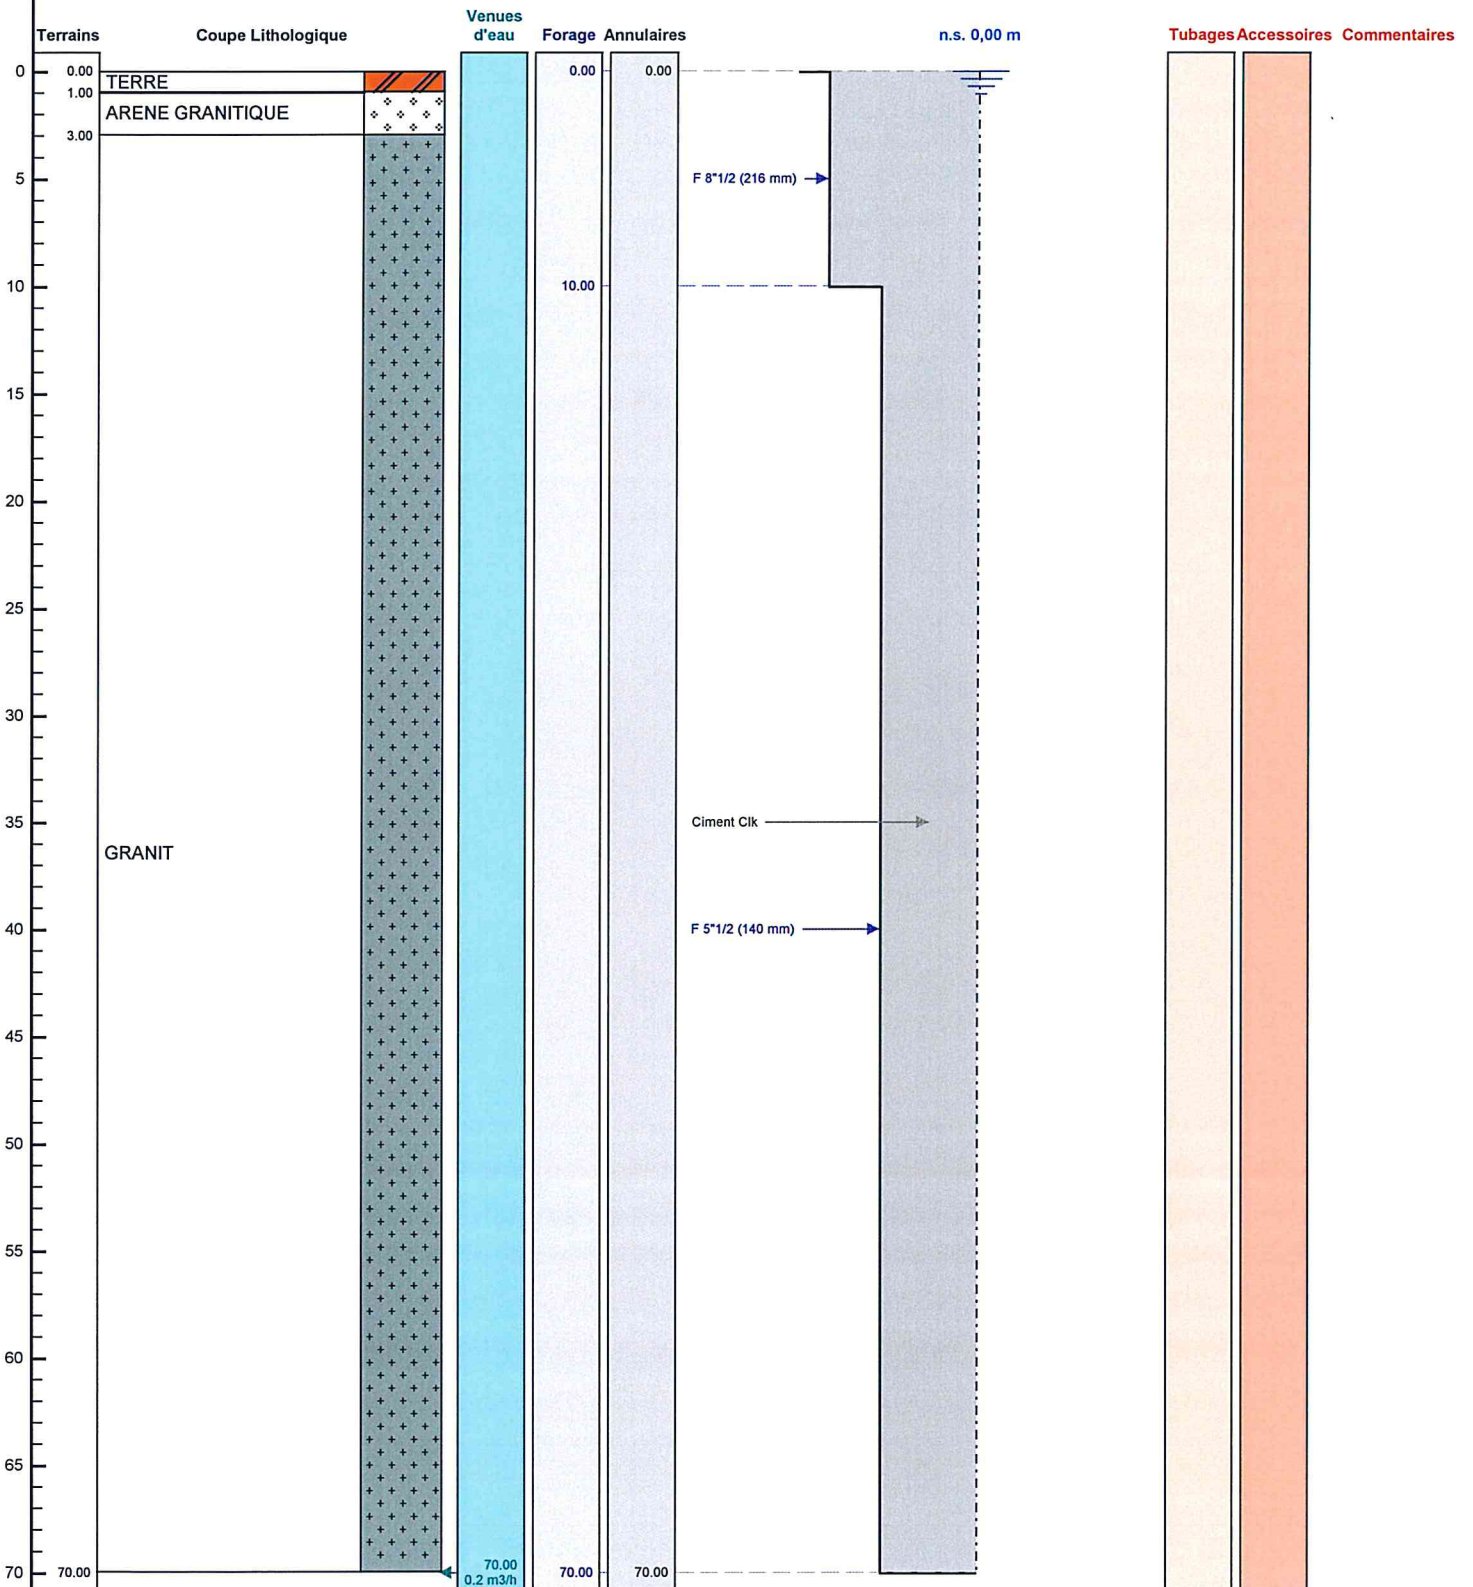 Venues
d'eau
Terrains Coupe Lithologique Forage Annulaires n.s. 0,00 m Tubages Accessoires Commentaires
0 0.00 0.00 0.00
TERRE
1.00
ARENE GRANITIQUE
3.00
5 F 8"1/2 (216 mm)
10 10.00
15
20
25
30
35 Ciment Clk
GRANIT
40 F 5"1/2 (140 mm)
45
50
55
60
65
70 70.00 70.00 70.00 70.00
0.2 m3/h